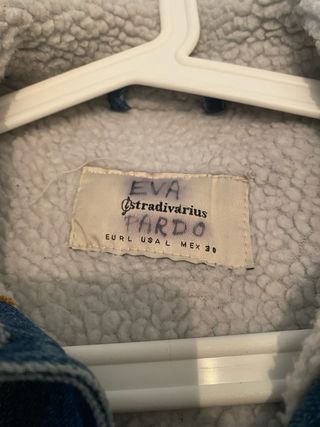 EVA
stradivarius
PARDO
EUR L USA L MEX 30